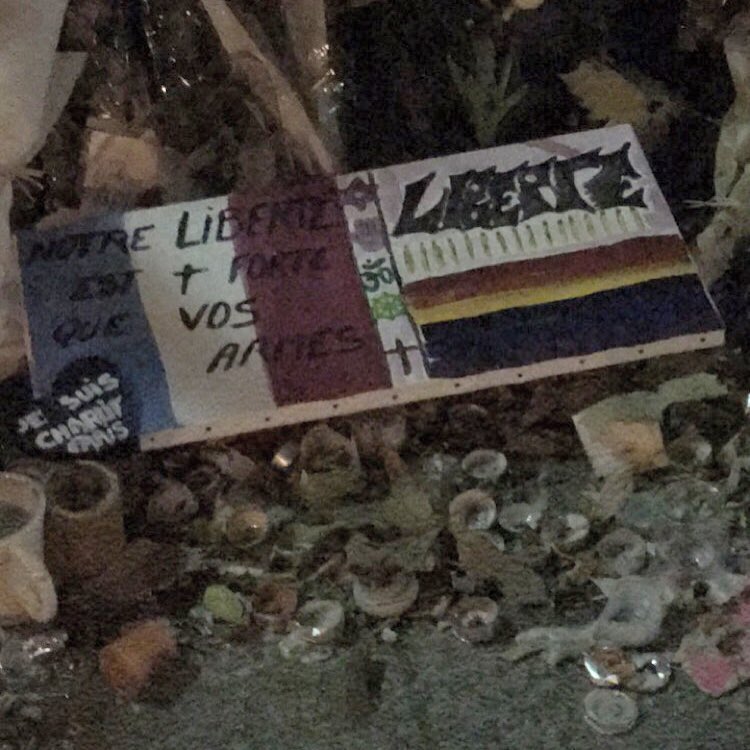 NOTRE LiBERTE
EST + FORTE
QUE VOS
ARMES
JE SUIS
CHARLIE
PARIS
LIBERTE
ॐ